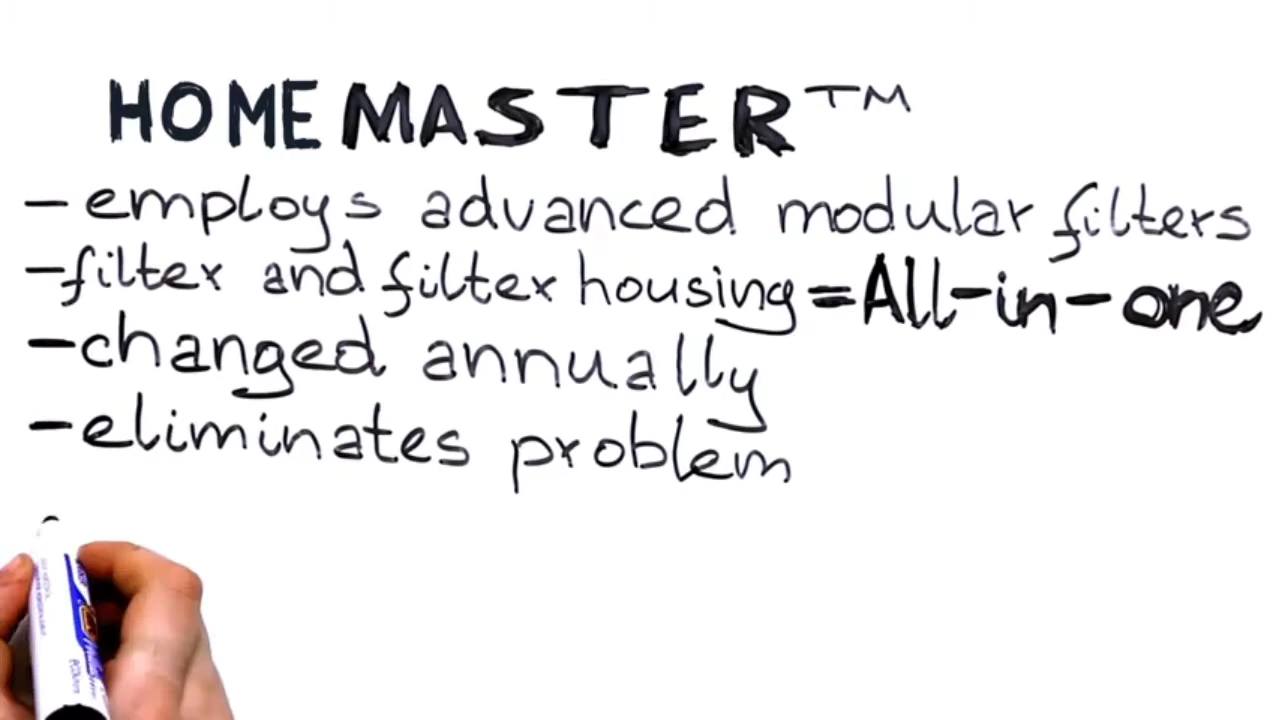 HOMEMASTER™
- employs advanced modular filters
- filter and filter housing = All-in-one
- changed annually
- eliminates problem